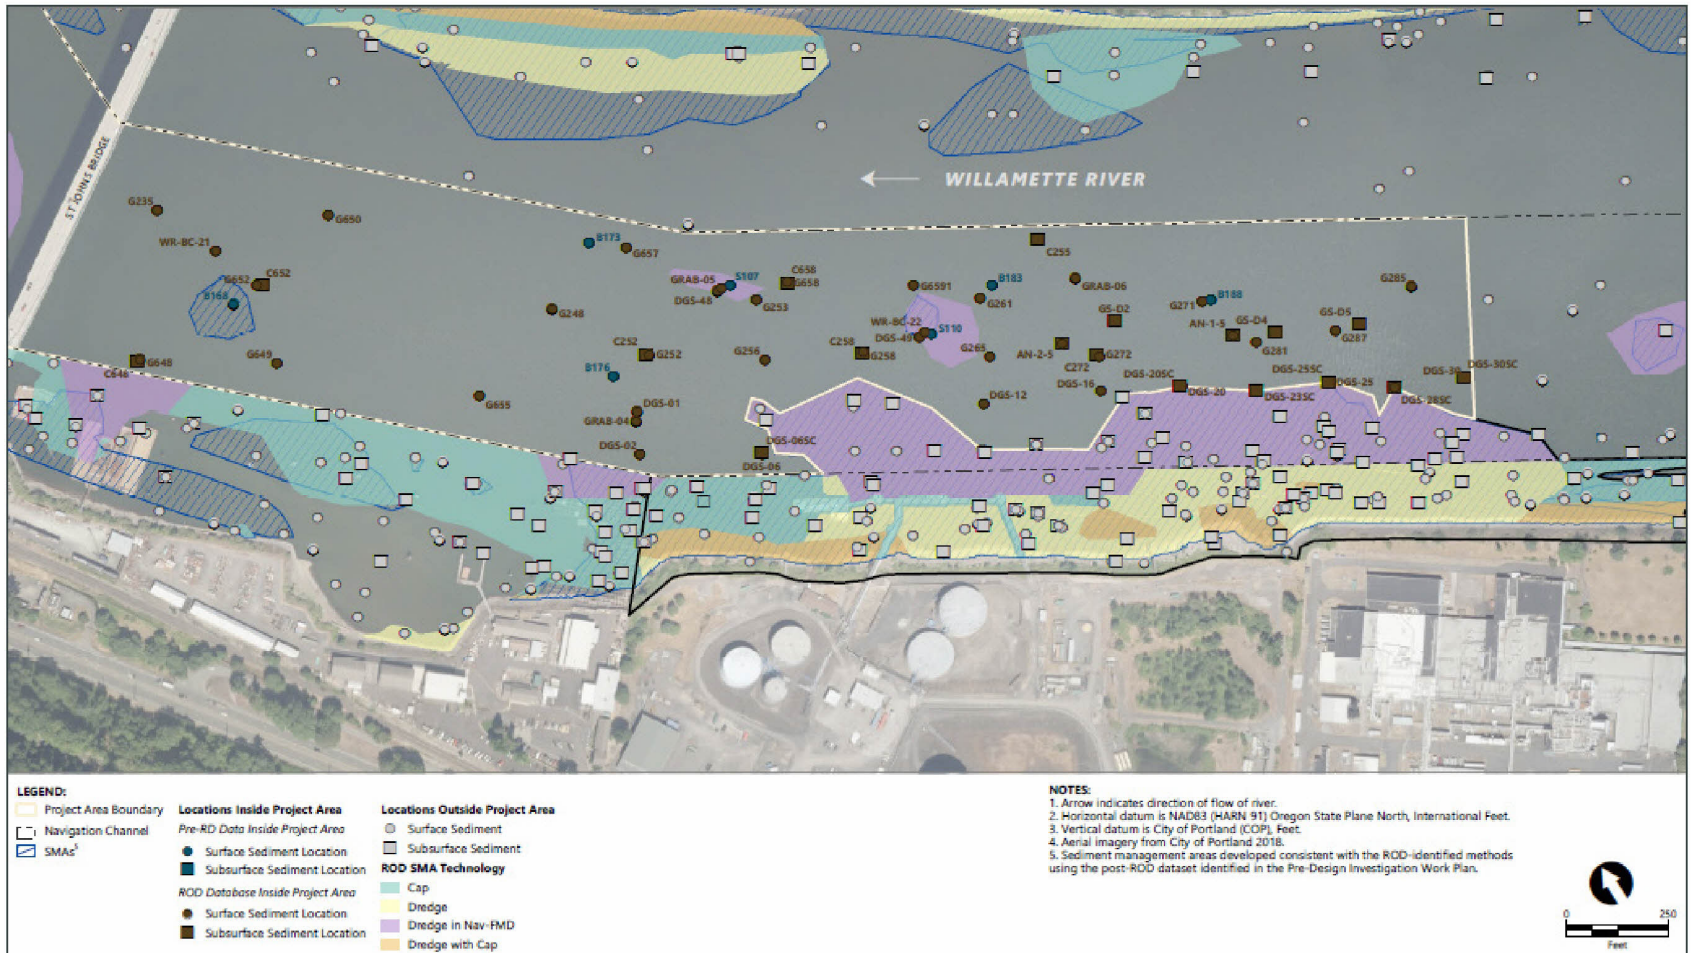 ST JOHNS BRIDGE
WILLAMETTE RIVER
G235
G650
WR-BC-21
B173
G657
C255
G652
C652
B168
GRAB-05
S107
C658
G658
DGS-48
G253
G6591
B183
G261
GRAB-06
G285
G271
B188
G248
WR-BC-22
S110
DGS-49
GS-D2
AN-1-5
GS-D4
GS-D5
G287
G281
C252
G252
G256
C258
G258
G265
AN-2-5
G272
C272
G648
C648
G649
B176
G655
DGS-01
GRAB-04
DGS-02
DGS-12
DGS-16
DGS-20SC
DGS-20
DGS-25SC
DGS-25
DGS-23SC
DGS-28SC
DGS-30
DGS-30SC
DGS-06SC
DGS-06
LEGEND:
Project Area Boundary
Navigation Channel
SMAs5
Locations Inside Project Area
Pre-RD Data Inside Project Area
Surface Sediment Location
Subsurface Sediment Location
ROD Database Inside Project Area
Surface Sediment Location
Subsurface Sediment Location
Locations Outside Project Area
Surface Sediment
Subsurface Sediment
ROD SMA Technology
Cap
Dredge
Dredge in Nav-FMD
Dredge with Cap
NOTES:
1. Arrow indicates direction of flow of river.
2. Horizontal datum is NAD83 (HARN 91) Oregon State Plane North, International Feet.
3. Vertical datum is City of Portland (COP), Feet.
4. Aerial imagery from City of Portland 2018.
5. Sediment management areas developed consistent with the ROD-identified methods
using the post-ROD dataset identified in the Pre-Design Investigation Work Plan.
0 250
Feet